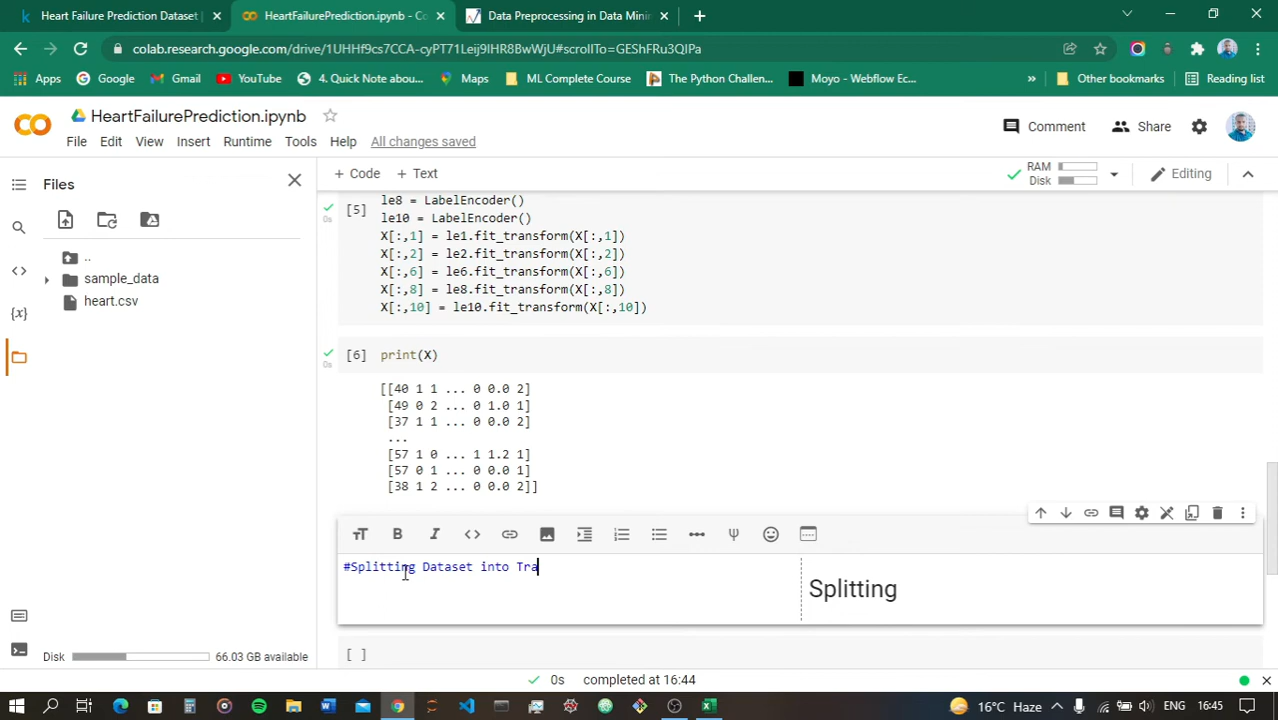 Heart Failure Prediction Dataset |
HeartFailurePrediction.ipynb - Co
Data Preprocessing in Data Mini
colab.research.google.com/drive/1UHHf9cs7CCA-cyPT71Leij9IHR8BwWjU#scrollTo=GEShFRu3QIPa
Apps
Google
Gmail
YouTube
4. Quick Note abou...
Maps
ML Complete Course
The Python Challen...
Moyo - Webflow Ec...
»
Other bookmarks
Reading list
HeartFailurePrediction.ipynb
File Edit View Insert Runtime Tools Help All changes saved
Comment
Share
Files
+ Code + Text
RAM
Disk
Editing
..
sample_data
heart.csv
[5]
0s
le8 = LabelEncoder()
le10 = LabelEncoder()
X[:,1] = le1.fit_transform(X[:,1])
X[:,2] = le2.fit_transform(X[:,2])
X[:,6] = le6.fit_transform(X[:,6])
X[:,8] = le8.fit_transform(X[:,8])
X[:,10] = le10.fit_transform(X[:,10])
[6] print(X)
0s
[[40 1 1 ... 0 0.0 2]
[49 0 2 ... 0 1.0 1]
[37 1 1 ... 0 0.0 2]
...
[57 1 0 ... 1 1.2 1]
[57 0 1 ... 0 0.0 1]
[38 1 2 ... 0 0.0 2]]
#Splitting Dataset into Tra
Splitting
[ ]
Disk
66.03 GB available
0s completed at 16:44
16°C Haze
ENG
16:45